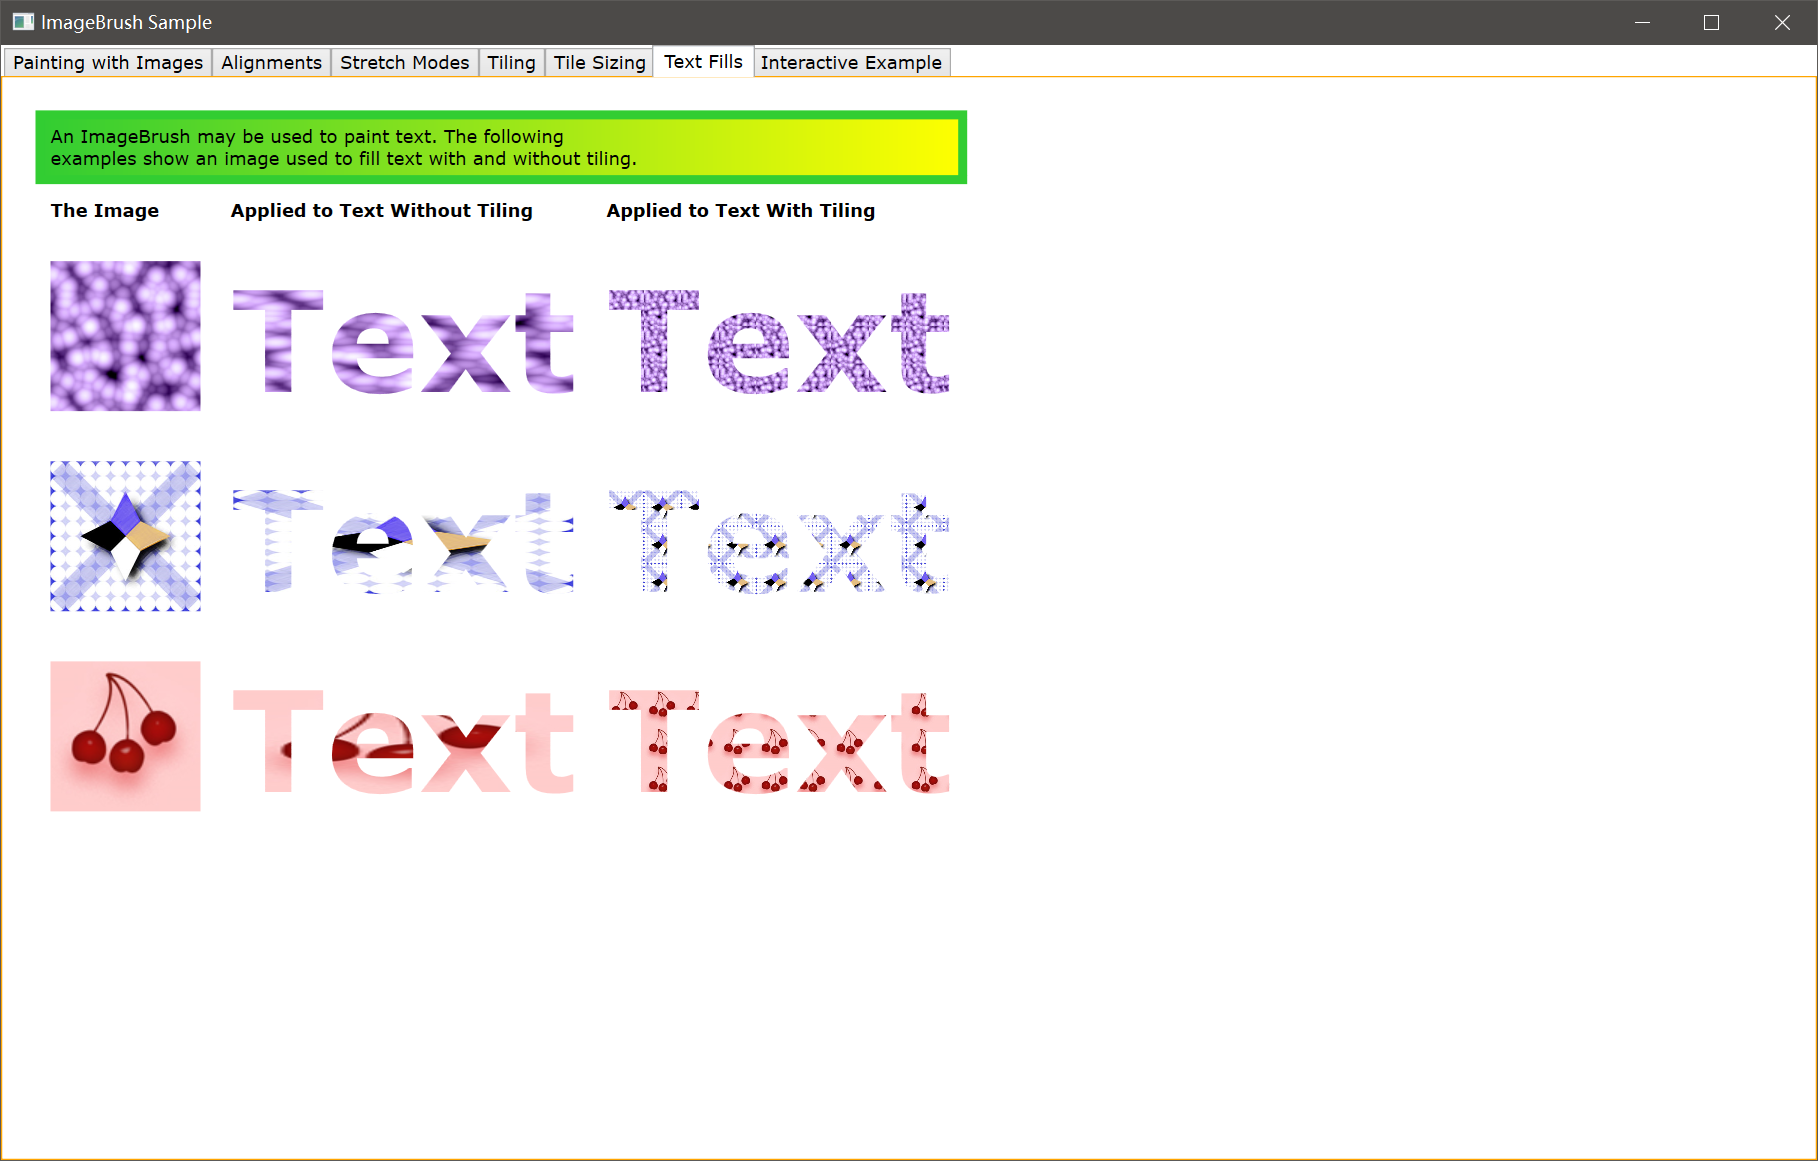 ImageBrush Sample
Painting with Images Alignments Stretch Modes Tiling Tile Sizing Text Fills Interactive Example
An ImageBrush may be used to paint text. The following
examples show an image used to fill text with and without tiling.
The Image Applied to Text Without Tiling Applied to Text With Tiling
Text Text
Text Text
Text Text